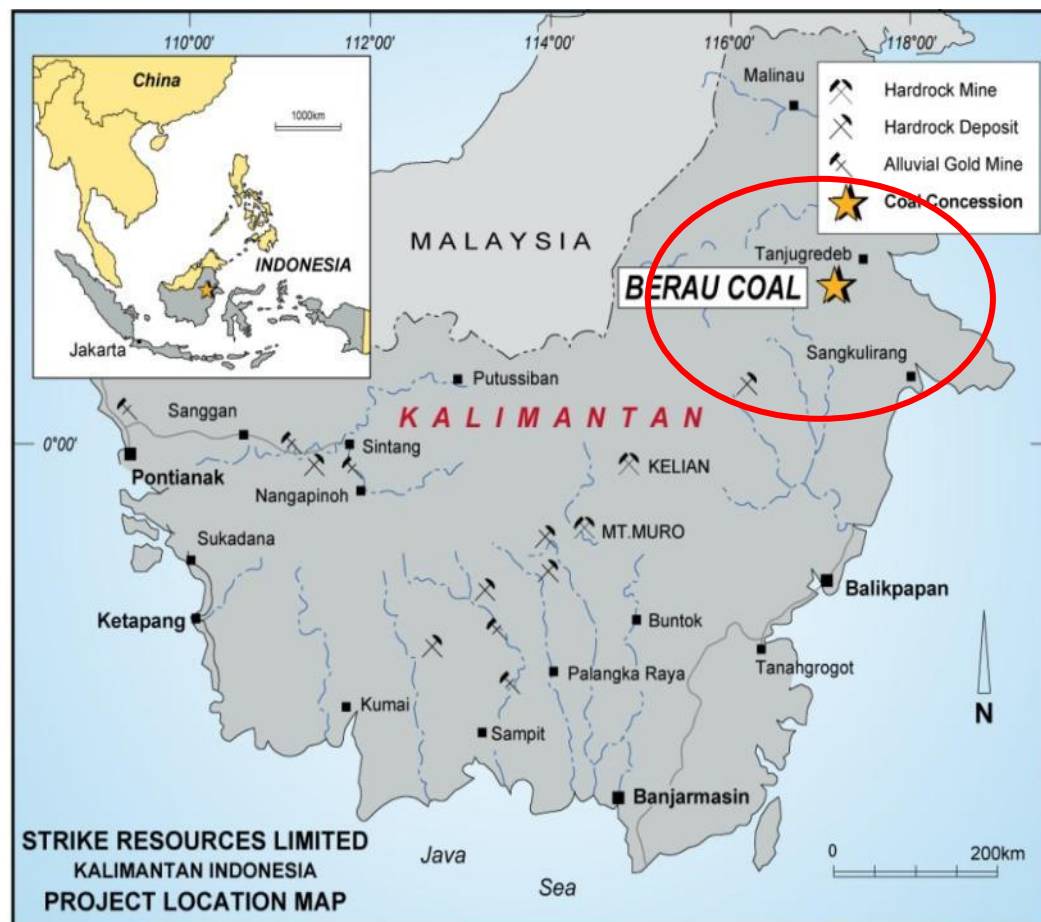 110°00' 112°00' 114°00' 116°00' 118°00'
China
1000km
INDONESIA
Jakarta
Malinau
Hardrock Mine
Hardrock Deposit
Alluvial Gold Mine
Coal Concession
MALAYSIA
Tanjugredeb
BERAU COAL
Sangkulirang
Putussiban
KALIMANTAN
Sanggan
0°00'
Sintang
Pontianak
KELIAN
Nangapinoh
MT.MURO
Sukadana
Balikpapan
Ketapang
Buntok
Tanahgrogot
Palangka Raya
Kumai
N
Sampit
Banjarmasin
STRIKE RESOURCES LIMITED
KALIMANTAN INDONESIA
PROJECT LOCATION MAP
Java
Sea
0 200km